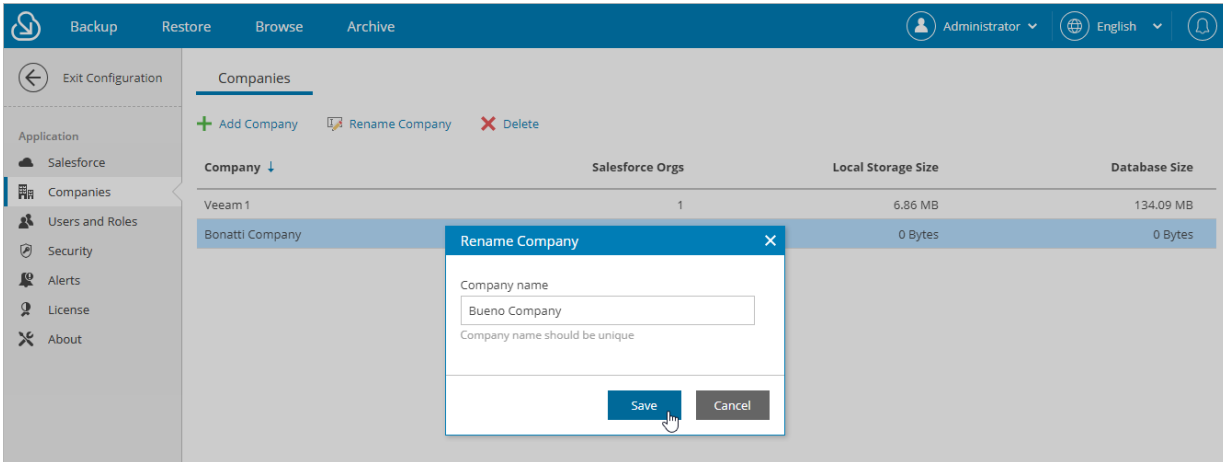 Backup Restore Browse Archive Administrator English
Exit Configuration
Companies
Add Company Rename Company Delete
Application
Salesforce
Companies
Users and Roles
Security
Alerts
License
About
Company ↓ Salesforce Orgs Local Storage Size Database Size
Veeam1 1 6.86 MB 134.09 MB
Bonatti Company 0 Bytes 0 Bytes
Rename Company
Company name
Bueno Company
Company name should be unique
Save Cancel